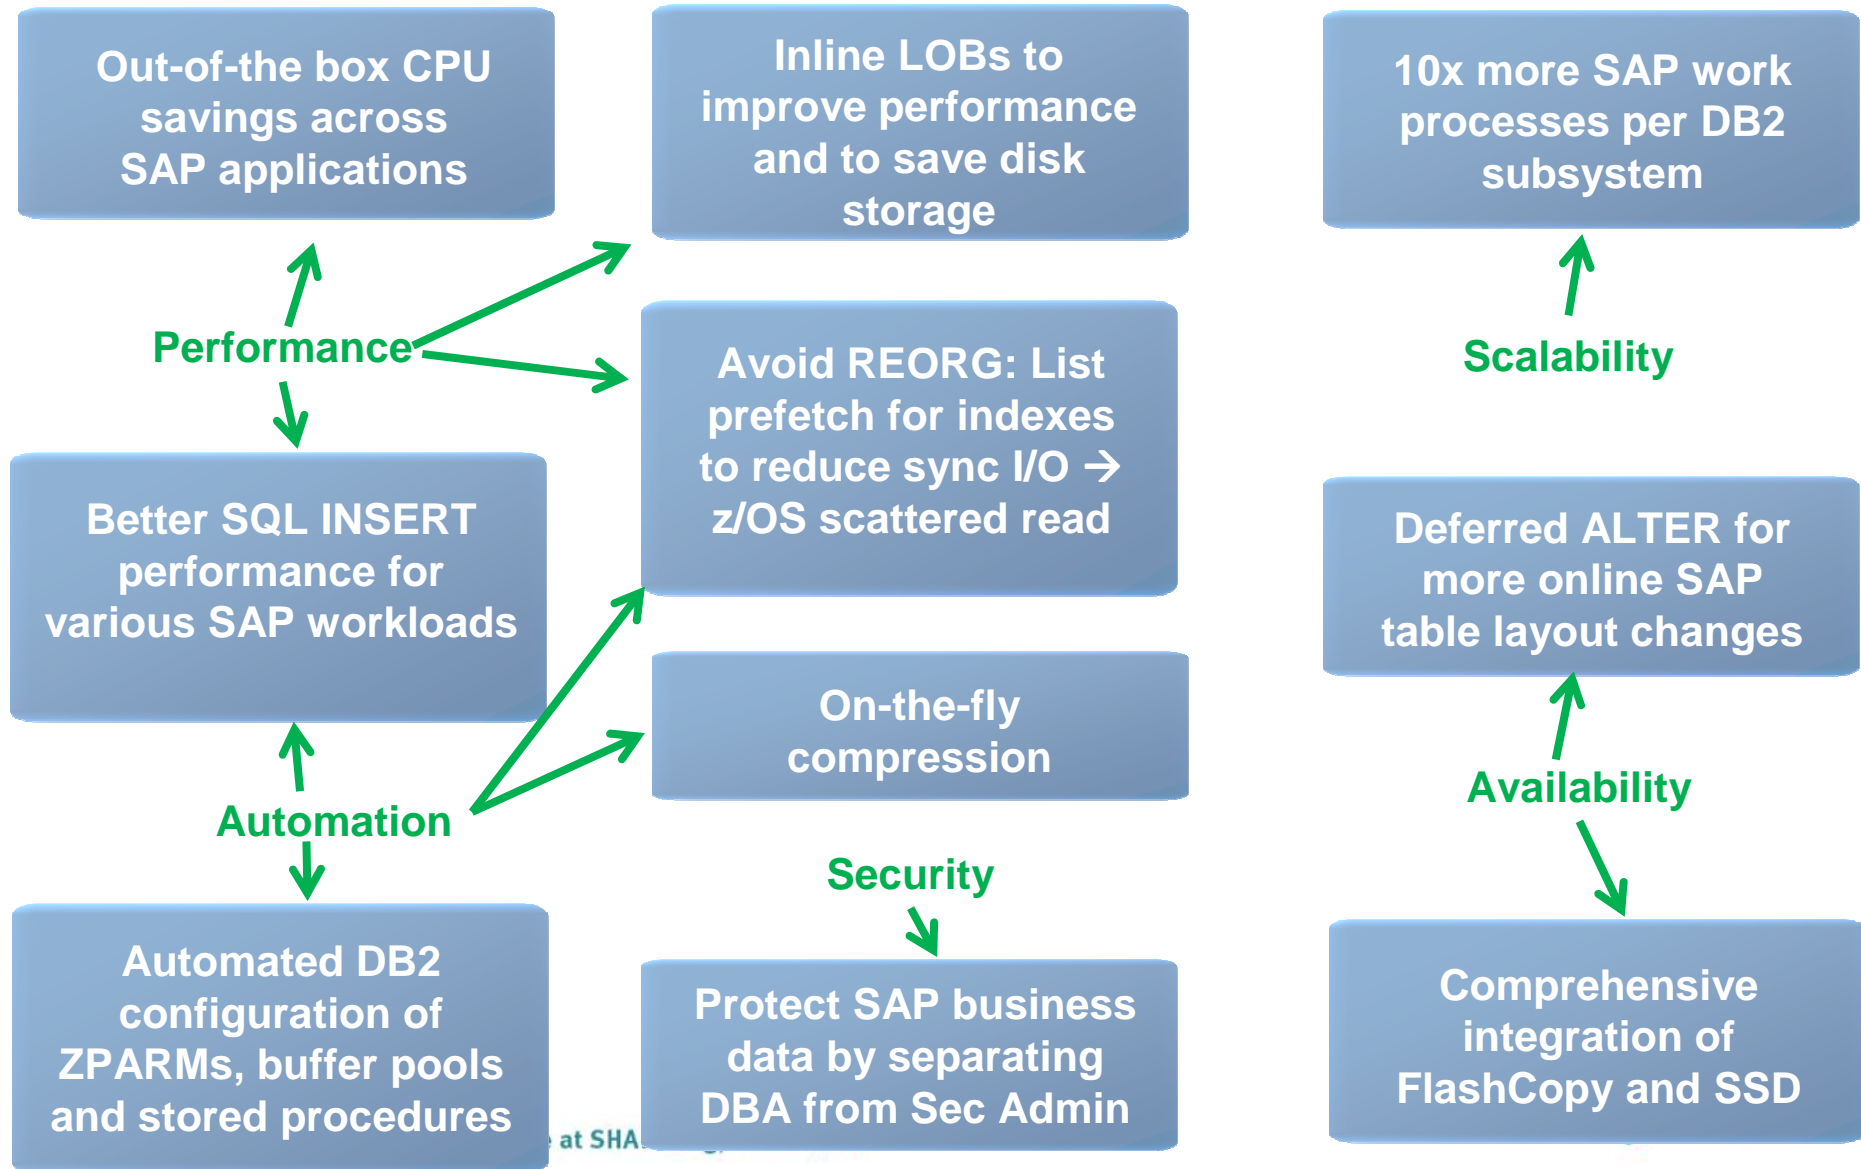 Out-of-the box CPU
savings across
SAP applications
Inline LOBs to
improve performance
and to save disk
storage
10x more SAP work
processes per DB2
subsystem
Performance
Scalability
Avoid REORG: List
prefetch for indexes
to reduce sync I/O →
z/OS scattered read
Better SQL INSERT
performance for
various SAP workloads
Deferred ALTER for
more online SAP
table layout changes
On-the-fly
compression
Automation
Availability
Security
Automated DB2
configuration of
ZPARMs, buffer pools
and stored procedures
Protect SAP business
data by separating
DBA from Sec Admin
Comprehensive
integration of
FlashCopy and SSD
at